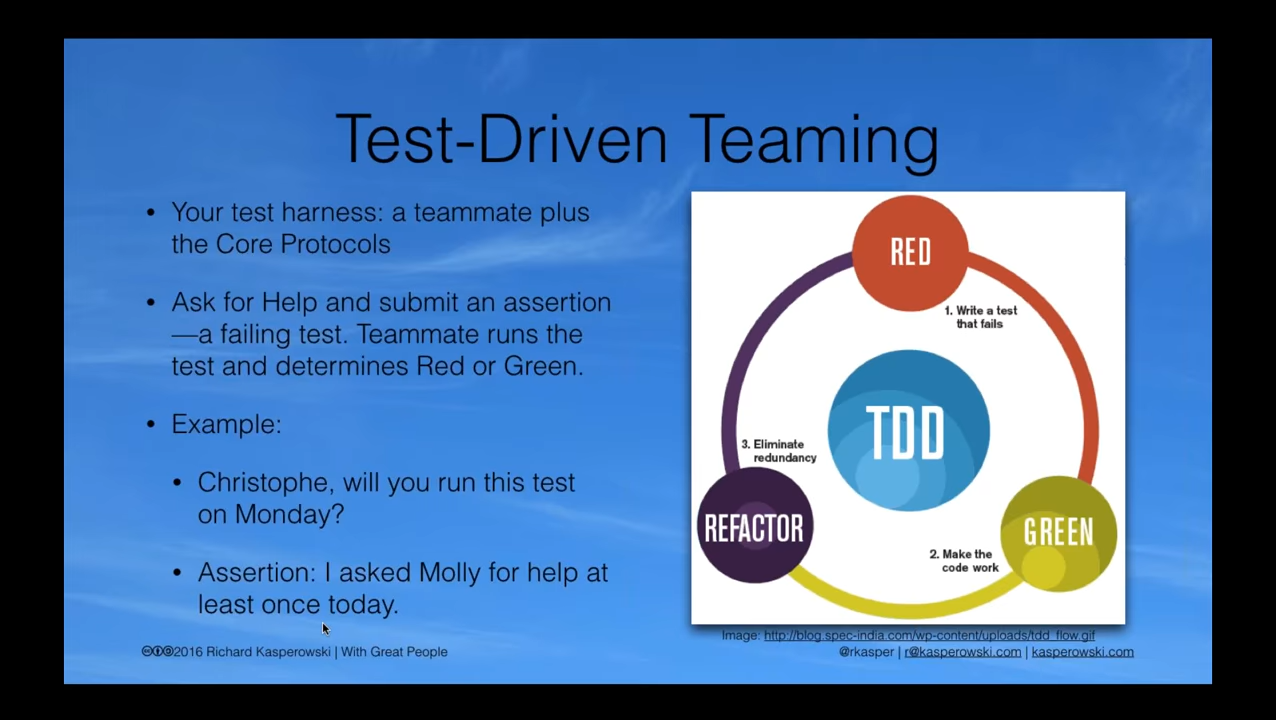 Test-Driven Teaming
• Your test harness: a teammate plus
the Core Protocols
• Ask for Help and submit an assertion
—a failing test. Teammate runs the
test and determines Red or Green.
• Example:
• Christophe, will you run this test
on Monday?
• Assertion: I asked Molly for help at
least once today.
RED
1. Write a test
that fails
TDD
3. Eliminate
redundancy
REFACTOR
GREEN
2. Make the
code work
Image: http://blog.spec-india.com/wp-content/uploads/tdd_flow.gif
2016 Richard Kasperowski | With Great People
@rkasper | r@kasperowski.com | kasperowski.com